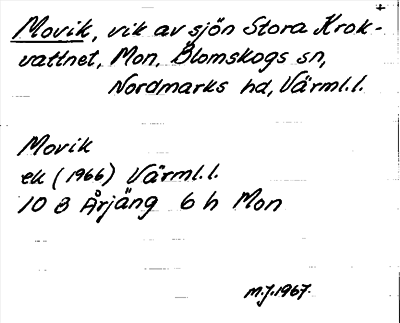 Movik, vik av sjön Stora Krok-
vattnet, Mon, Blomskogs sn,
Nordmarks hd, Värml.l.
Movik
ek (1966) Värml.l.
10 B Årjäng 6 h Mon
M.J.1967.